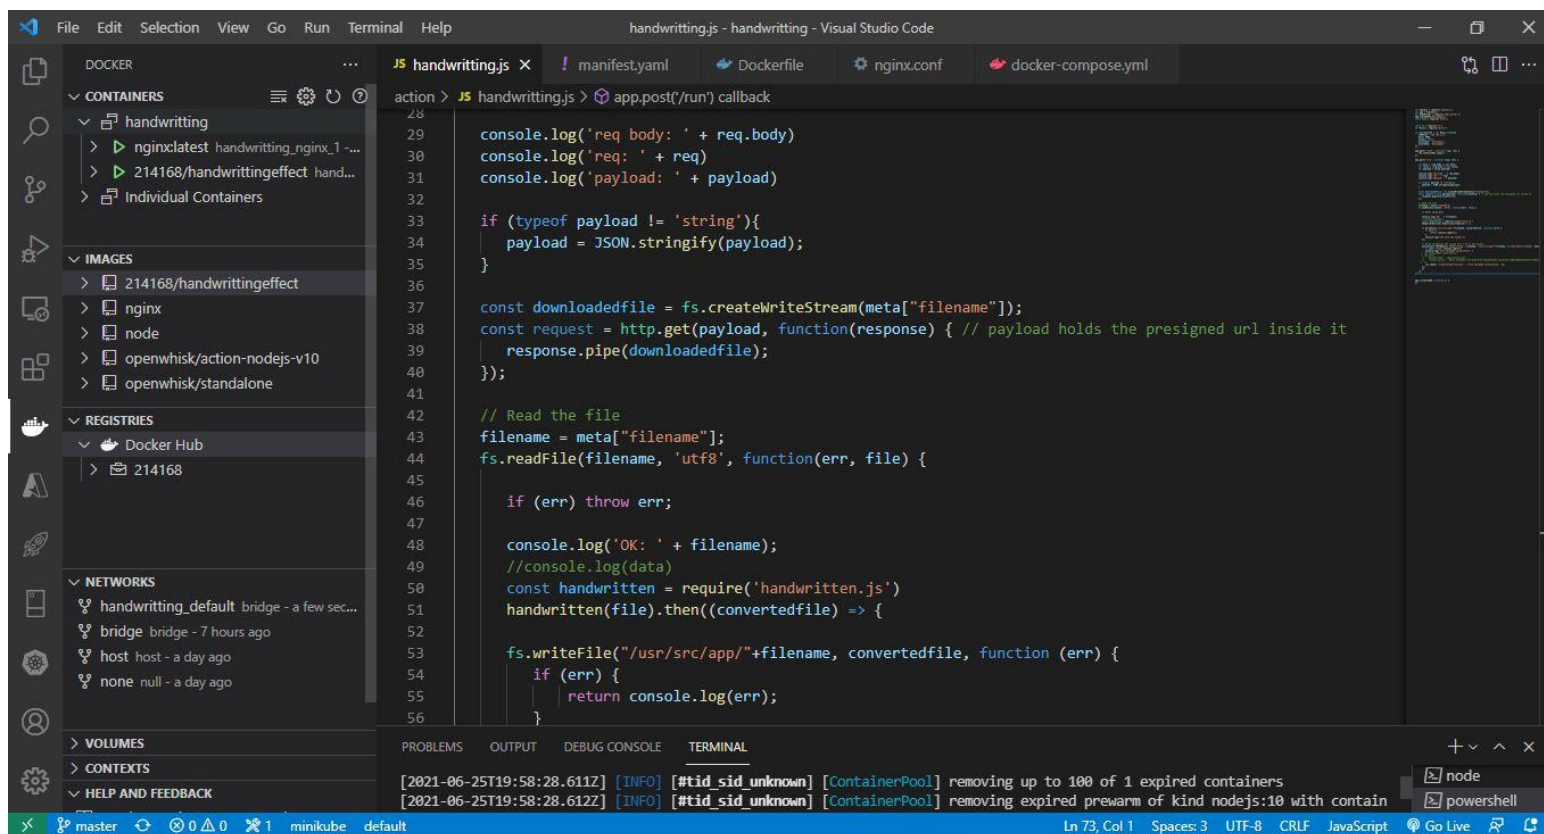 File Edit Selection View Go Run Terminal Help handwritting.js - handwritting - Visual Studio Code
DOCKER ...
JS handwritting.js × ! manifest.yaml Dockerfile nginx.conf docker-compose.yml ...
CONTAINERS
action > JS handwritting.js > app.post('/run') callback
handwritting
nginx:latest handwritting_nginx_1 -...
214168/handwrittingeffect hand...
Individual Containers
IMAGES
214168/handwrittingeffect
nginx
node
openwhisk/action-nodejs-v10
openwhisk/standalone
REGISTRIES
Docker Hub
214168
NETWORKS
handwritting_default bridge - a few sec...
bridge bridge - 7 hours ago
host host - a day ago
none null - a day ago
VOLUMES
CONTEXTS
HELP AND FEEDBACK
28
29 console.log('req body: ' + req.body)
30 console.log('req: ' + req)
31 console.log('payload: ' + payload)
32
33 if (typeof payload != 'string'){
34 payload = JSON.stringify(payload);
35 }
36
37 const downloadedfile = fs.createWriteStream(meta["filename"]);
38 const request = http.get(payload, function(response) { // payload holds the presigned url inside it
39 response.pipe(downloadedfile);
40 });
41
42 // Read the file
43 filename = meta["filename"];
44 fs.readFile(filename, 'utf8', function(err, file) {
45
46 if (err) throw err;
47
48 console.log('OK: ' + filename);
49 //console.log(data)
50 const handwritten = require('handwritten.js')
51 handwritten(file).then((convertedfile) => {
52
53 fs.writeFile("/usr/src/app/"+filename, convertedfile, function (err) {
54 if (err) {
55 return console.log(err);
56 }
PROBLEMS OUTPUT DEBUG CONSOLE TERMINAL
[2021-06-25T19:58:28.611Z] [INFO] [#tid_sid_unknown] [ContainerPool] removing up to 100 of 1 expired containers
[2021-06-25T19:58:28.612Z] [INFO] [#tid_sid_unknown] [ContainerPool] removing expired prewarm of kind nodejs:10 with contain
node
powershell
master 0 0 1 minikube default Ln 73, Col 1 Spaces: 3 UTF-8 CRLF JavaScript Go Live